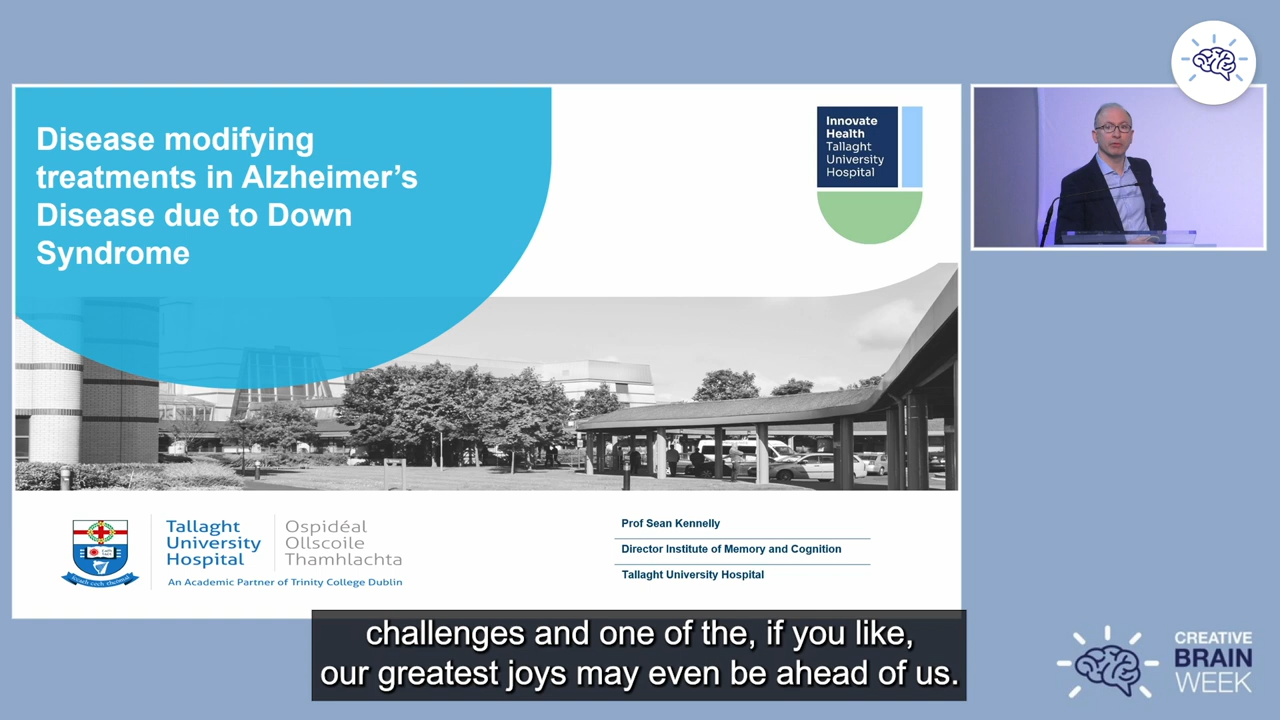 Disease modifying
treatments in Alzheimer’s
Disease due to Down
Syndrome
Innovate
Health
Tallaght
University
Hospital
Tallaght
University
Hospital
Ospidéal
Ollscoile
Thamhlachta
An Academic Partner of Trinity College Dublin
Prof Sean Kennelly
Director Institute of Memory and Cognition
Tallaght University Hospital
challenges and one of the, if you like,
our greatest joys may even be ahead of us.
CREATIVE
BRAIN
WEEK